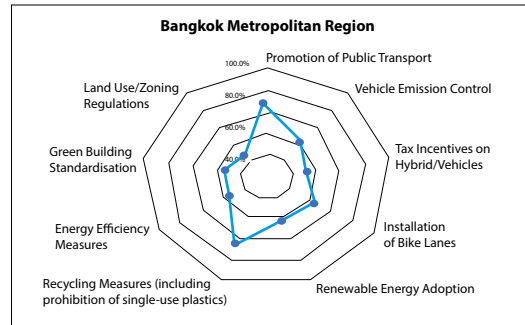 Bangkok Metropolitan Region
100.0%
Promotion of Public Transport
Land Use/Zoning
Regulations
80.0%
Vehicle Emission Control
60.0%
Green Building
Standardisation
40.0%
Tax Incentives on
Hybrid/Vehicles
Energy Efficiency
Measures
Installation
of Bike Lanes
Recycling Measures (including
prohibition of single-use plastics)
Renewable Energy Adoption